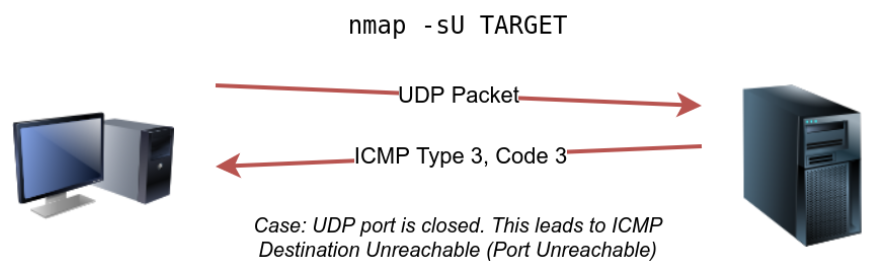 nmap -sU TARGET
UDP Packet
ICMP Type 3, Code 3
Case: UDP port is closed. This leads to ICMP
Destination Unreachable (Port Unreachable)